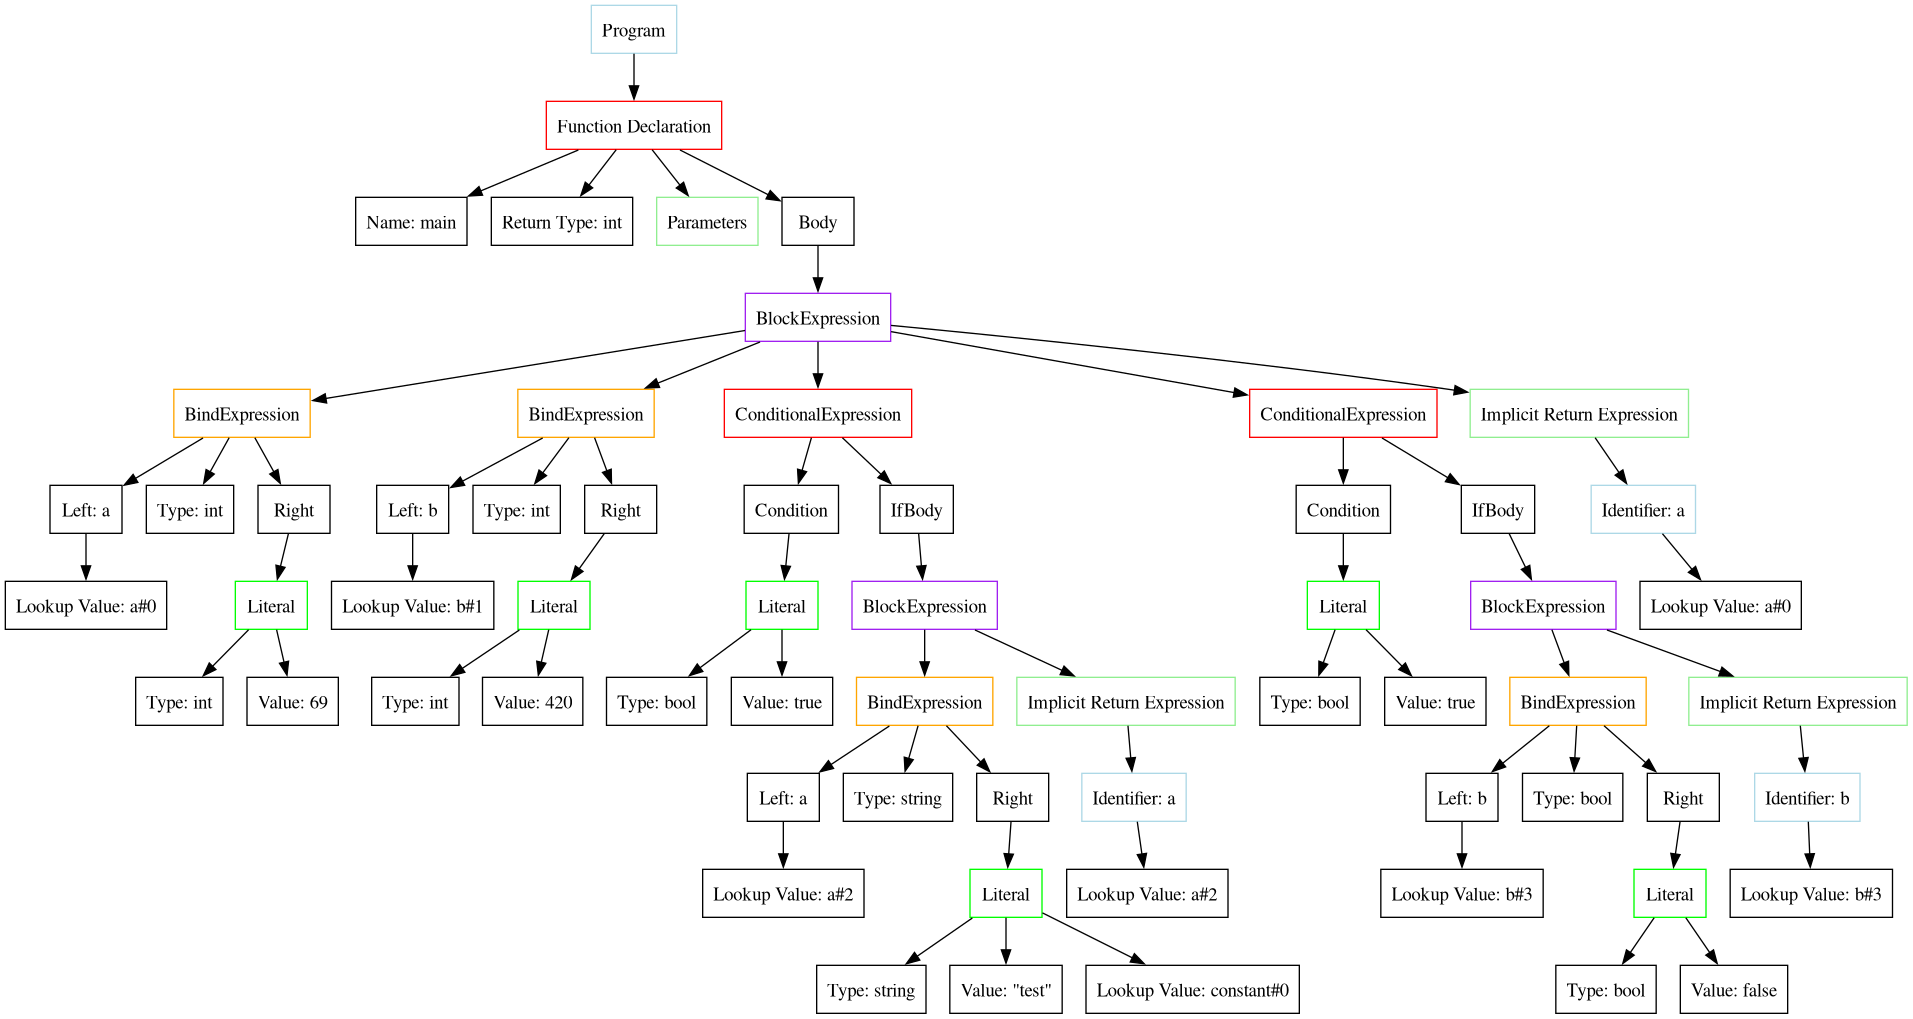 Program
Function Declaration
Name: main
Return Type: int
Parameters
Body
BlockExpression
BindExpression
BindExpression
ConditionalExpression
ConditionalExpression
Implicit Return Expression
Left: a
Type: int
Right
Left: b
Type: int
Right
Condition
IfBody
Condition
IfBody
Identifier: a
Lookup Value: a#0
Literal
Lookup Value: b#1
Literal
Literal
BlockExpression
Literal
BlockExpression
Lookup Value: a#0
Type: int
Value: 69
Type: int
Value: 420
Type: bool
Value: true
BindExpression
Implicit Return Expression
Type: bool
Value: true
BindExpression
Implicit Return Expression
Left: a
Type: string
Right
Identifier: a
Left: b
Type: bool
Right
Identifier: b
Lookup Value: a#2
Literal
Lookup Value: a#2
Lookup Value: b#3
Literal
Lookup Value: b#3
Type: string
Value: "test"
Lookup Value: constant#0
Type: bool
Value: false